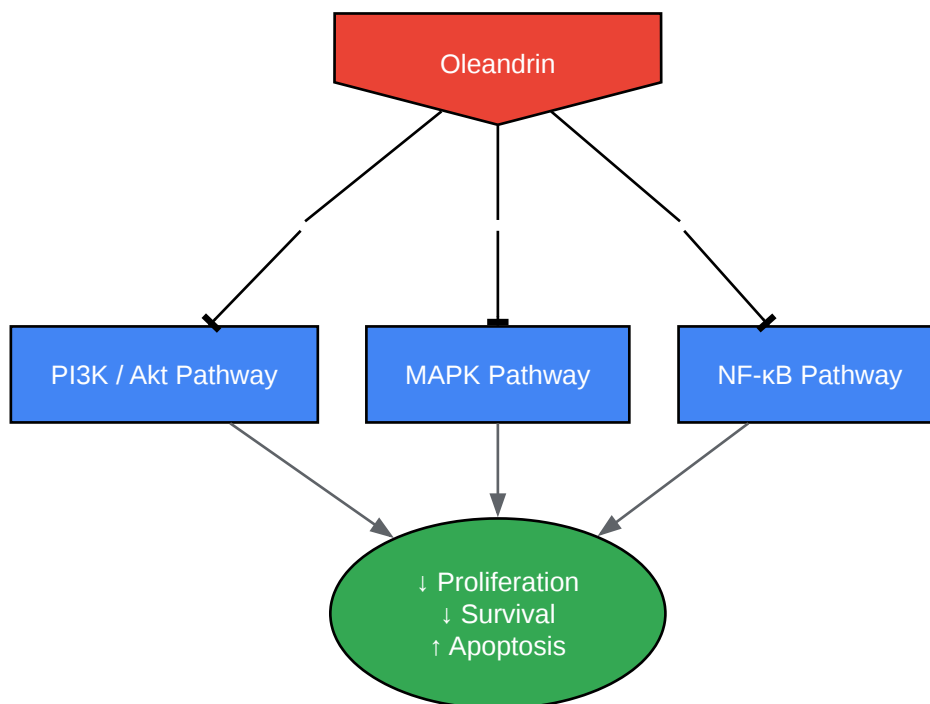 Oleandrin
PI3K / Akt Pathway
MAPK Pathway
NF-κB Pathway
↓ Proliferation
↓ Survival
↑ Apoptosis